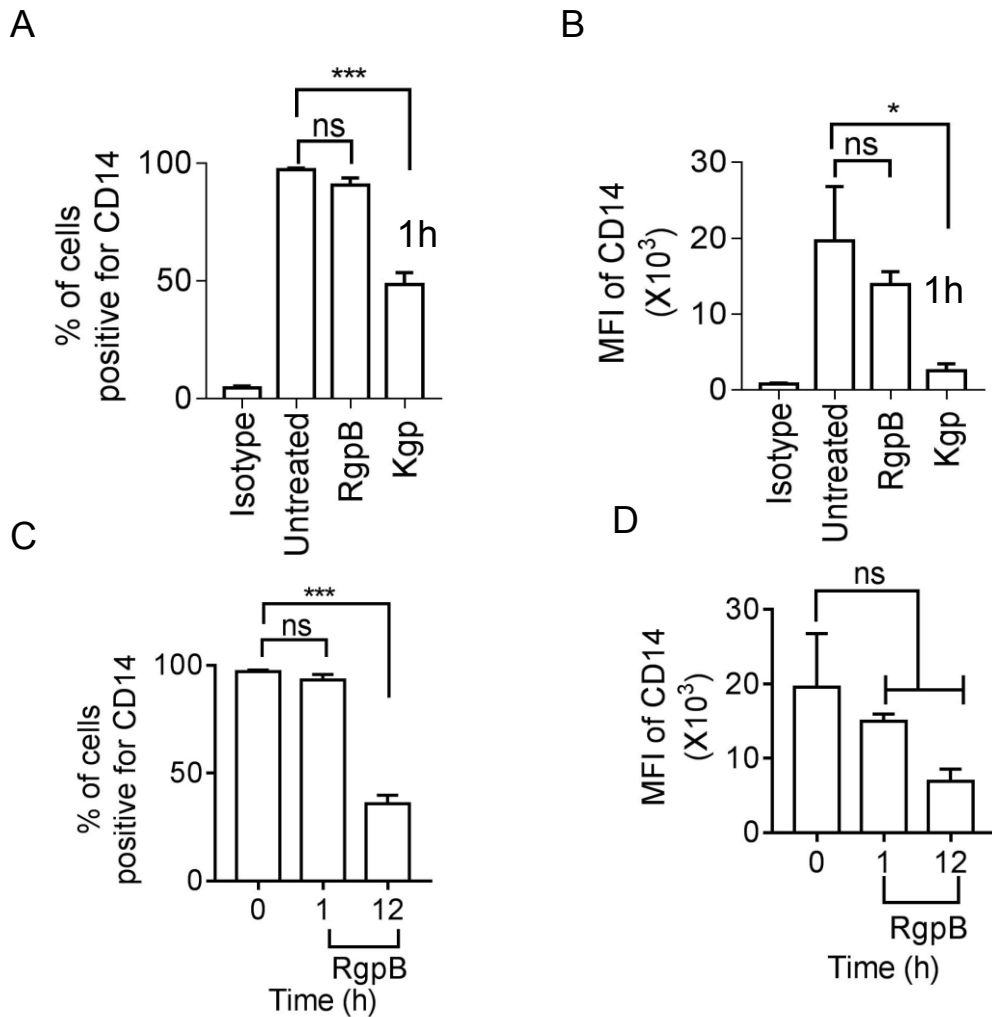 A
% of cells
positive for CD14
100
50
0
***
ns
1h
Isotype
Untreated
RgpB
Kgp
B
MFI of CD14
(X10³)
30
20
10
0
*
ns
1h
Isotype
Untreated
RgpB
Kgp
C
% of cells
positive for CD14
100
50
0
***
ns
0 1 12
RgpB
Time (h)
D
MFI of CD14
(X10³)
30
20
10
0
ns
0 1 12
RgpB
Time (h)